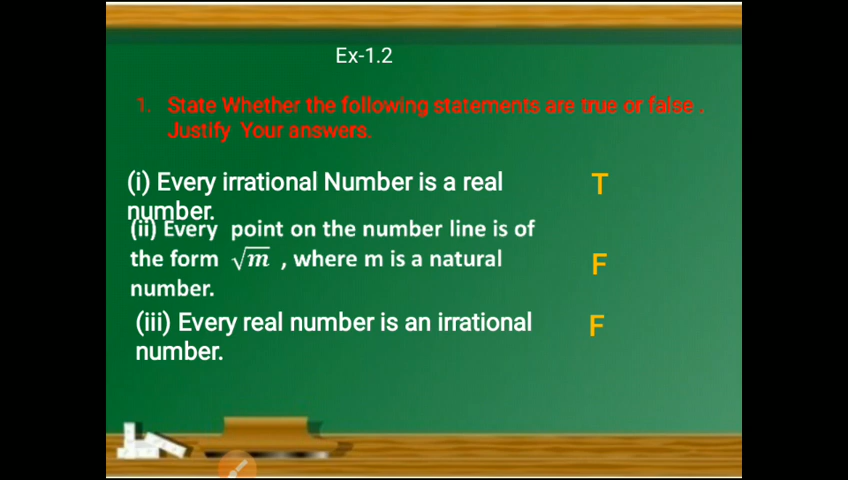 Ex-1.2
1. State Whether the following statements are true or false .
Justify Your answers.
(i) Every irrational Number is a real T
number.
(ii) Every point on the number line is of
the form √m , where m is a natural F
number.
(iii) Every real number is an irrational F
number.